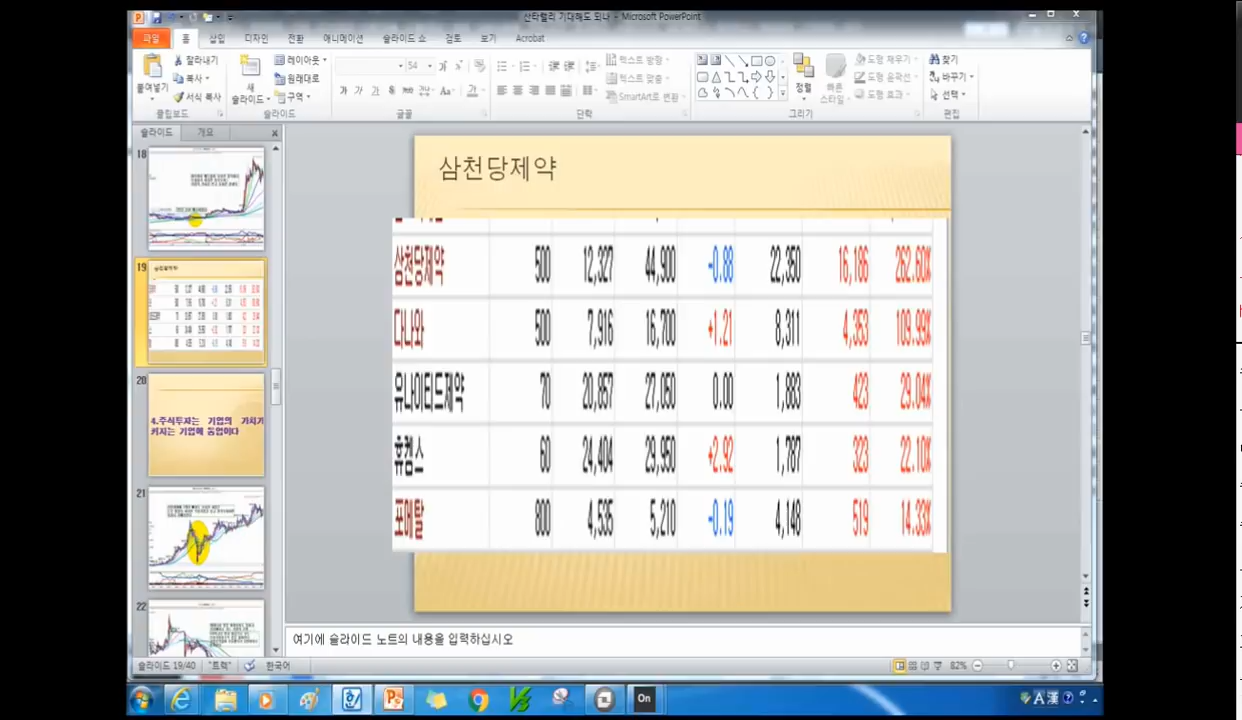 산타랠리 기대해도 되나 - Microsoft PowerPoint
파일 홈 삽입 디자인 전환 애니메이션 슬라이드 쇼 검토 보기 Acrobat
붙여넣기
잘라내기
복사
서식 복사
클립보드
새 슬라이드
레이아웃
원래대로
구역
슬라이드
54
글꼴
텍스트 방향
텍스트 맞춤
SmartArt로 변환
단락
정렬
빠른 스타일
도형 채우기
도형 윤곽선
도형 효과
그리기
찾기
바꾸기
선택
편집
슬라이드 개요
18
19
20
4.주식투자는 기업의 가치가
커지는 기업에 동업이다
21
22
삼천당제약
삼천당제약 500 12,327 44,900 -0.88 22,350 16,186 262.60%
다나와 500 7,916 16,700 +1.21 8,311 4,353 109.99%
유나이티드제약 70 20,857 27,050 0.00 1,883 423 29.04%
휴켐스 60 24,404 29,950 +2.92 1,787 323 22.10%
포메탈 800 4,535 5,210 -0.19 4,148 519 14.33%
여기에 슬라이드 노트의 내용을 입력하십시오
슬라이드 19/40 "트랙" 한국어 82%
On
A 漢